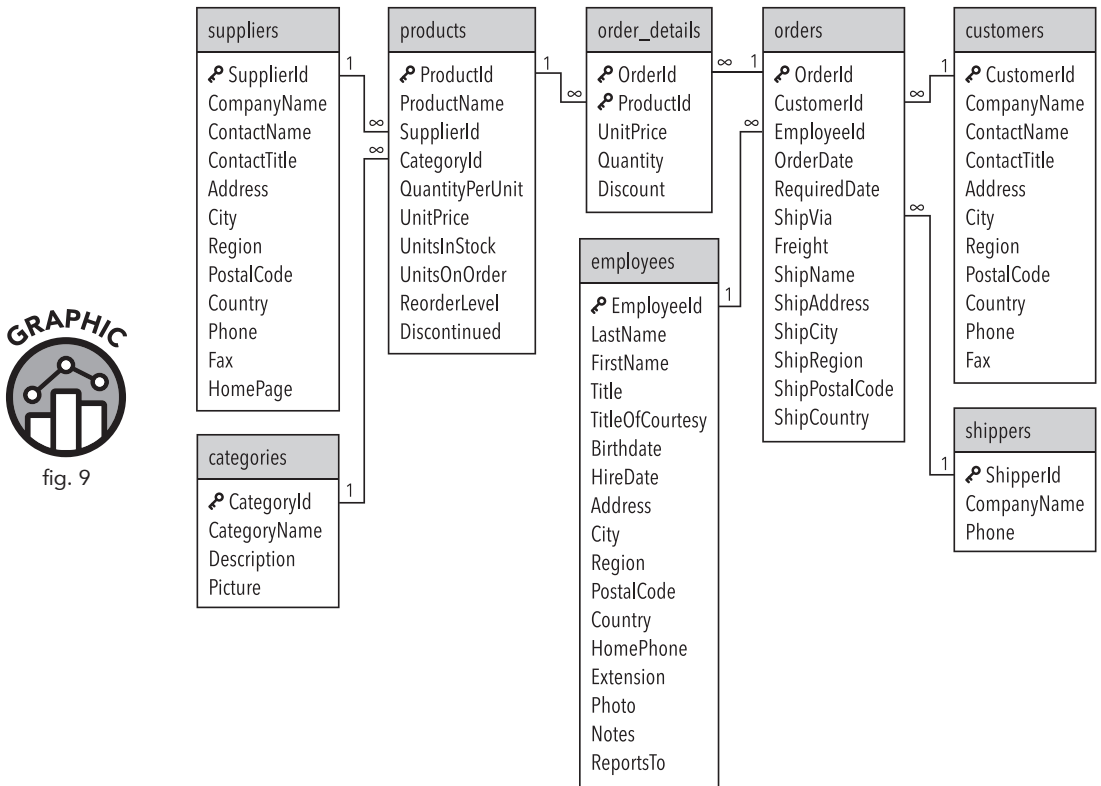 GRAPHIC
fig. 9
suppliers
SupplierId
CompanyName
ContactName
ContactTitle
Address
City
Region
PostalCode
Country
Phone
Fax
HomePage
1
∞
categories
CategoryId
CategoryName
Description
Picture
1
∞
products
ProductId
ProductName
SupplierId
CategoryId
QuantityPerUnit
UnitPrice
UnitsInStock
UnitsOnOrder
ReorderLevel
Discontinued
1
∞
order_details
OrderId
ProductId
UnitPrice
Quantity
Discount
∞
1
employees
EmployeeId
LastName
FirstName
Title
TitleOfCourtesy
Birthdate
HireDate
Address
City
Region
PostalCode
Country
HomePhone
Extension
Photo
Notes
ReportsTo
1
∞
orders
OrderId
CustomerId
EmployeeId
OrderDate
RequiredDate
ShipVia
Freight
ShipName
ShipAddress
ShipCity
ShipRegion
ShipPostalCode
ShipCountry
∞
1
∞
1
customers
CustomerId
CompanyName
ContactName
ContactTitle
Address
City
Region
PostalCode
Country
Phone
Fax
shippers
ShipperId
CompanyName
Phone